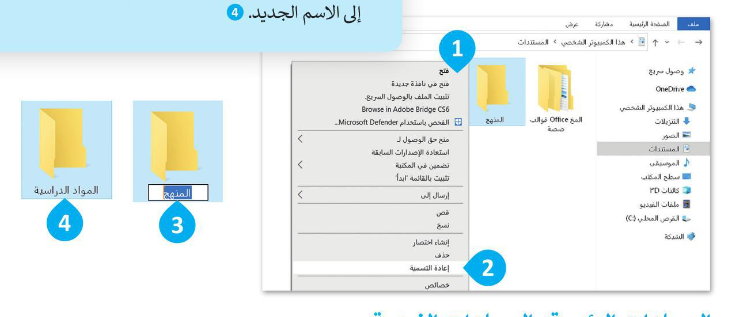 إلى الاسم الجديد. 4
ملف الصفحة الرئيسية مشاركة عرض
هذا الكمبيوتر الشخصي > المستندات
وصول سريع
OneDrive
هذا الكمبيوتر الشخصي
التنزيلات
الصور
المستندات
الموسيقى
سطح المكتب
كائنات 3D
ملفات الفيديو
القرص المحلي (C:)
الشبكة
قوالب Office
المنهج
1
فتح
فتح في نافذة جديدة
تثبيت الملف بالوصول السريع.
Browse in Adobe Bridge CS6
الفحص باستخدام Microsoft Defender...
منح حق الوصول لـ
استعادة الإصدارات السابقة
تضمين في المكتبة
تثبيت بالقائمة "ابدأ"
إرسال إلى
قص
نسخ
إنشاء اختصار
حذف
إعادة التسمية
خصائص
2
المنهج
3
المواد الدراسية
4